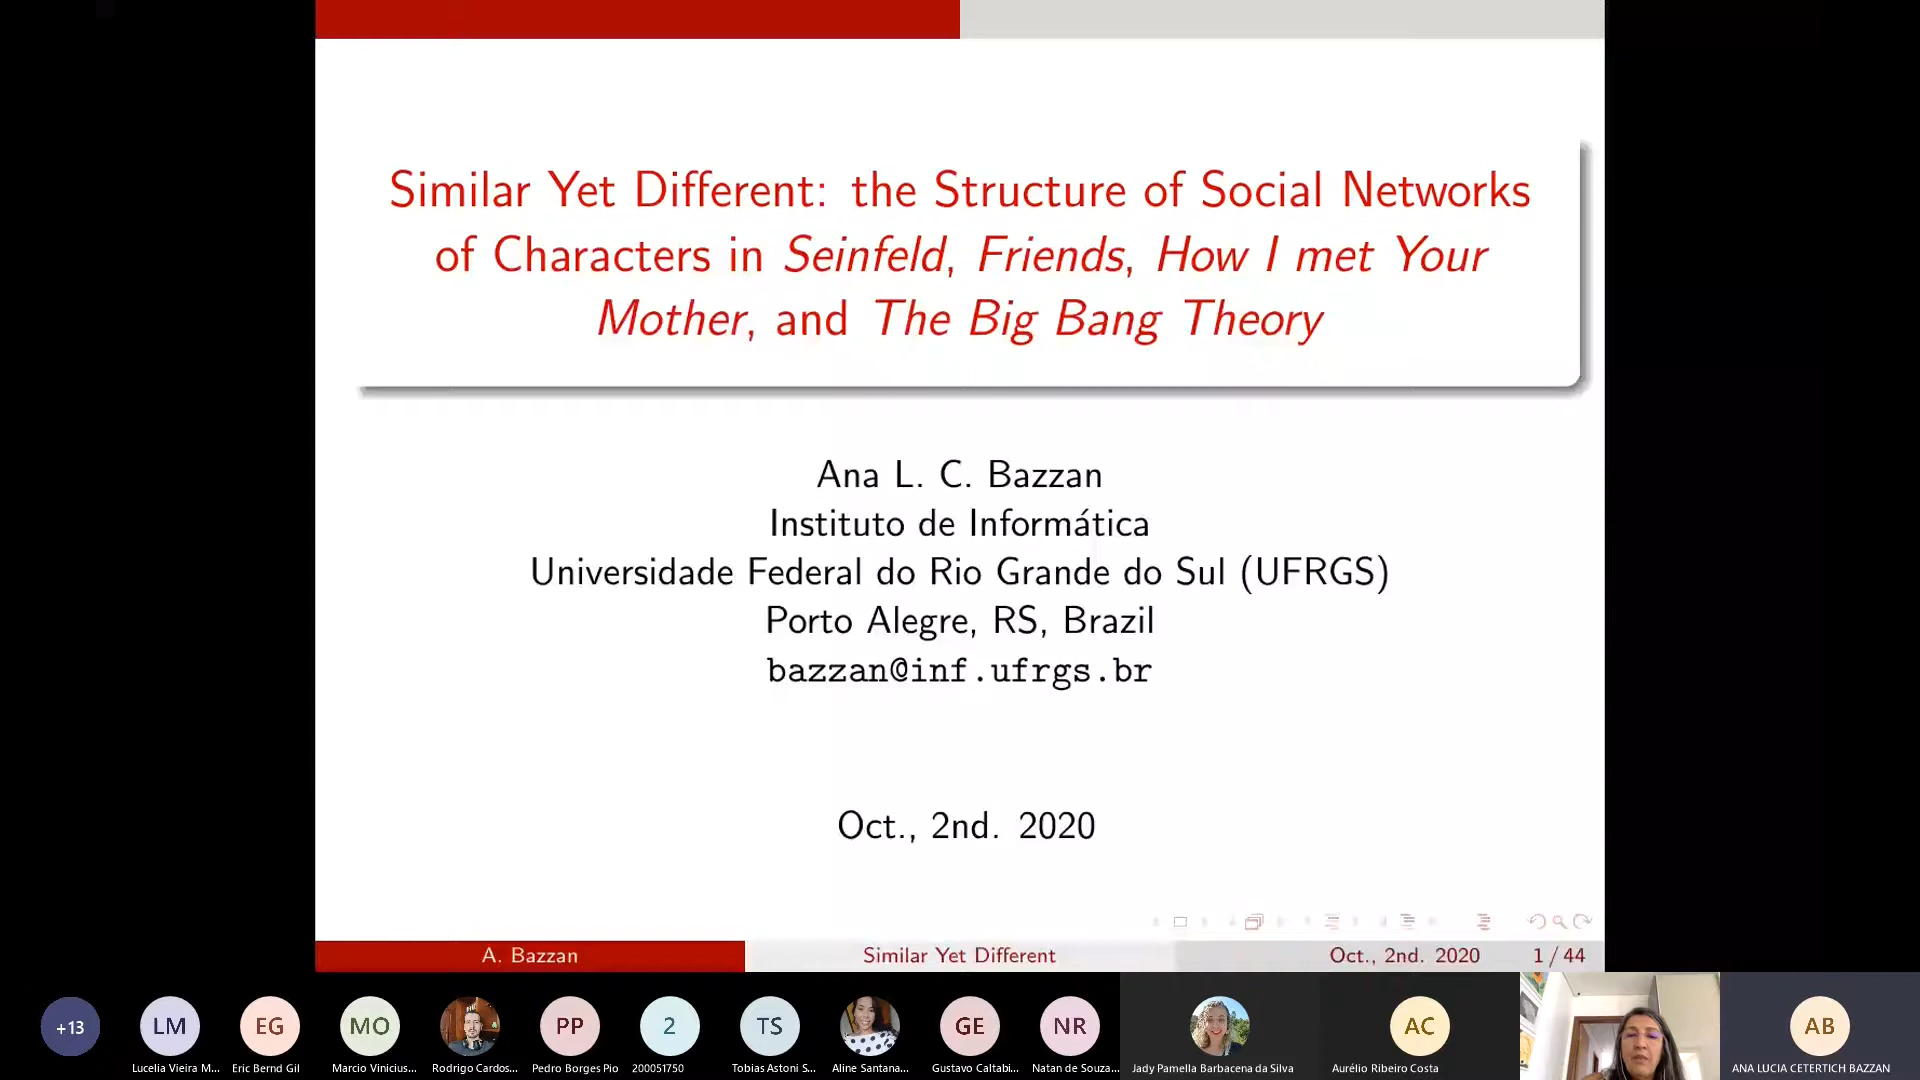 Similar Yet Different: the Structure of Social Networks
of Characters in Seinfeld, Friends, How I met Your
Mother, and The Big Bang Theory
Ana L. C. Bazzan
Instituto de Informática
Universidade Federal do Rio Grande do Sul (UFRGS)
Porto Alegre, RS, Brazil
bazzan@inf.ufrgs.br
Oct., 2nd. 2020
A. Bazzan Similar Yet Different Oct., 2nd. 2020 1 / 44
+13 LM EG MO PP 2 TS GE NR AC AB
Lucelia Vieira M... Eric Bernd Gil Marcio Vinicius... Rodrigo Cardos... Pedro Borges Pio 200051750 Tobias Astoni S... Aline Santana... Gustavo Caltabi... Natan de Souza... Jady Pamella Barbacena da Silva Aurélio Ribeiro Costa ANA LUCIA CETERTICH BAZZAN